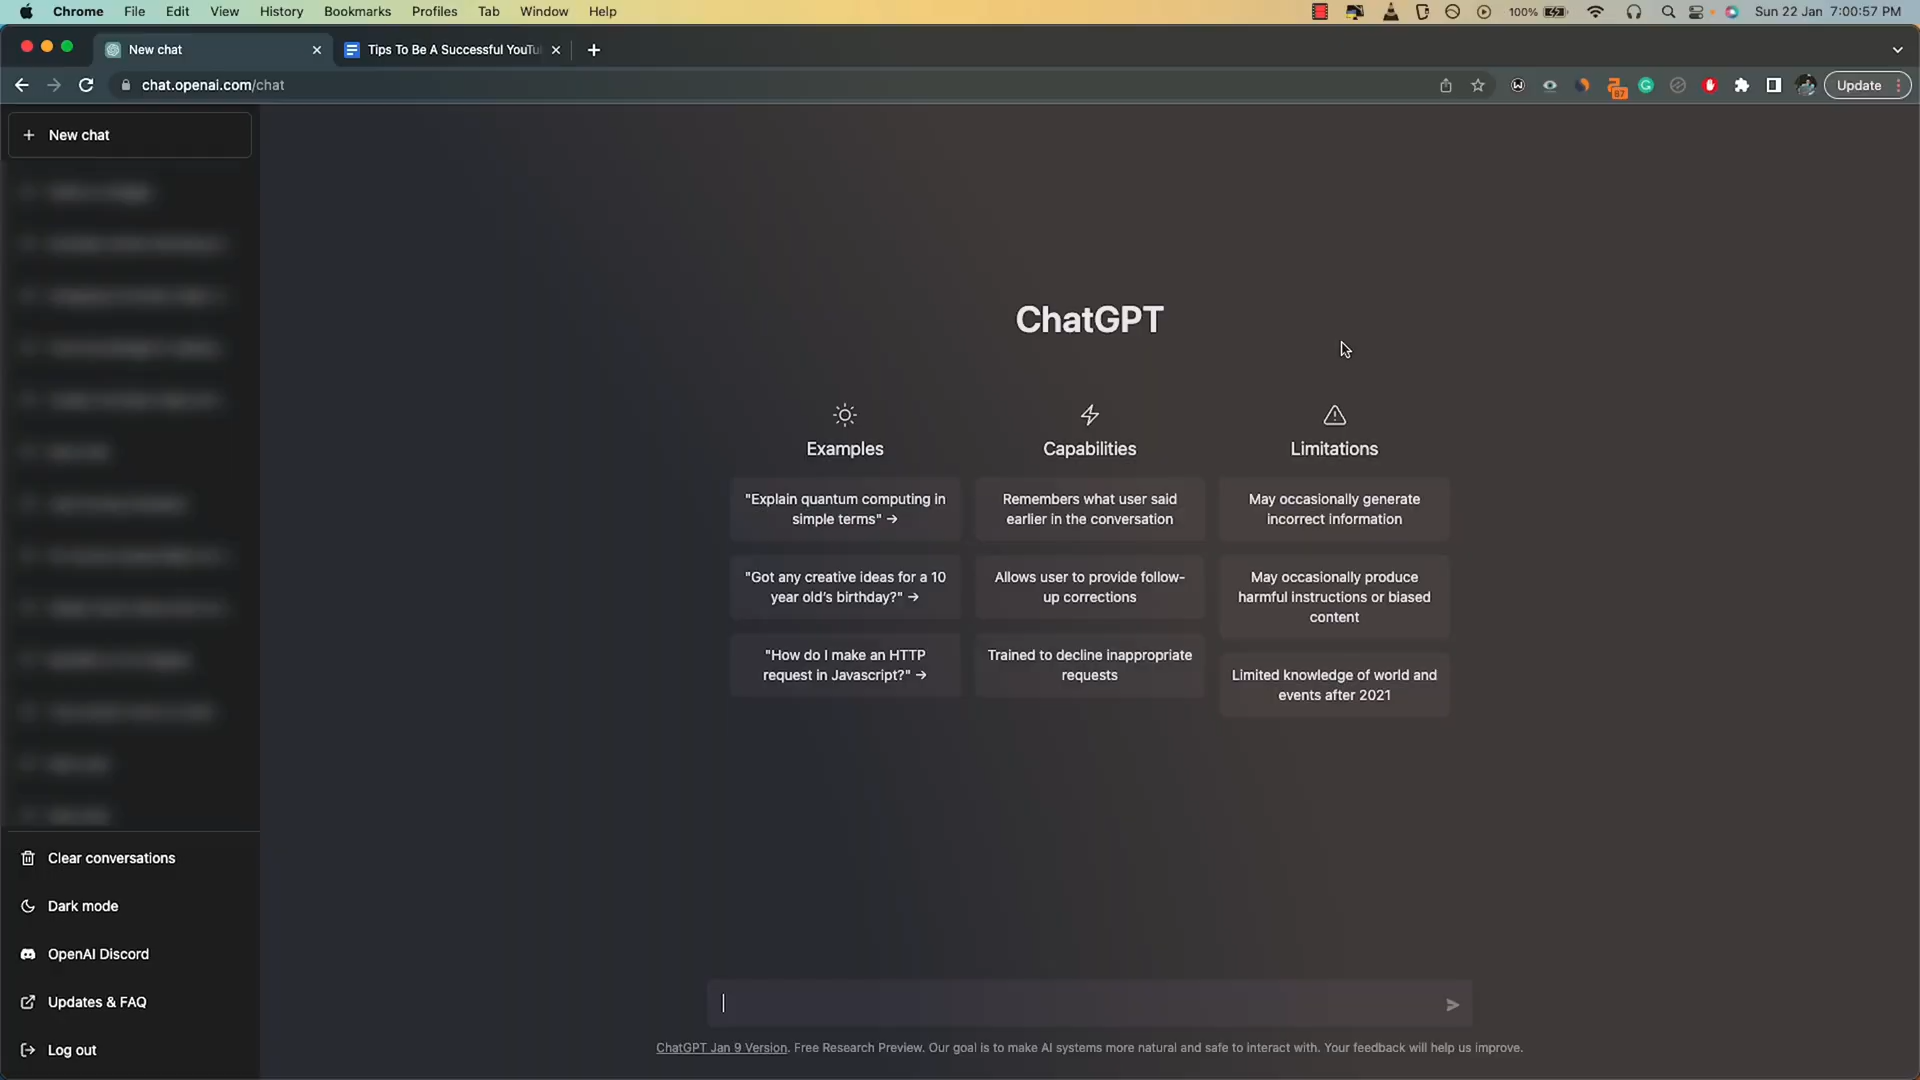 Chrome File Edit View History Bookmarks Profiles Tab Window Help 100% Sun 22 Jan 7:00:57 PM
New chat Tips To Be A Successful YouTu
chat.openai.com/chat 87 Update
New chat
ChatGPT
Examples
"Explain quantum computing in
simple terms" →
"Got any creative ideas for a 10
year old's birthday?" →
"How do I make an HTTP
request in Javascript?" →
Capabilities
Remembers what user said
earlier in the conversation
Allows user to provide follow-
up corrections
Trained to decline inappropriate
requests
Limitations
May occasionally generate
incorrect information
May occasionally produce
harmful instructions or biased
content
Limited knowledge of world and
events after 2021
Clear conversations
Dark mode
OpenAI Discord
Updates & FAQ
Log out
ChatGPT Jan 9 Version. Free Research Preview. Our goal is to make AI systems more natural and safe to interact with. Your feedback will help us improve.